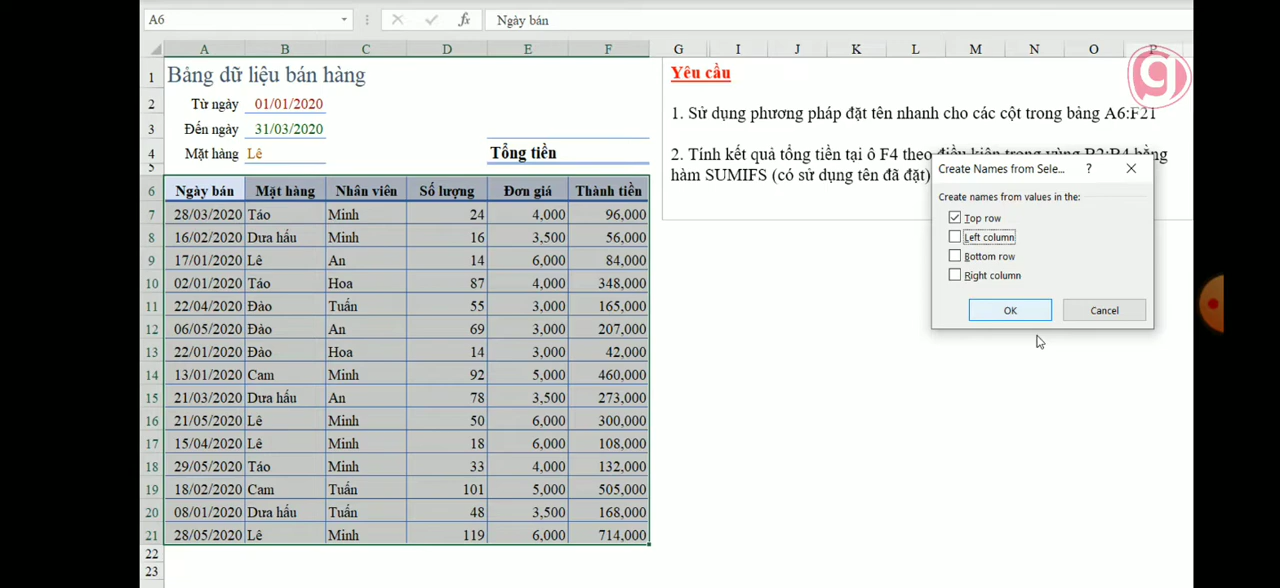 A6
fx
Ngày bán
A B C D E F G I J K L M N O P
1 Bảng dữ liệu bán hàng
2 Từ ngày 01/01/2020
3 Đến ngày 31/03/2020
4 Mặt hàng Lê Tổng tiền
5
6 Ngày bán Mặt hàng Nhân viên Số lượng Đơn giá Thành tiền
7 28/03/2020 Táo Minh 24 4,000 96,000
8 16/02/2020 Dưa hấu Minh 16 3,500 56,000
9 17/01/2020 Lê An 14 6,000 84,000
10 02/01/2020 Táo Hoa 87 4,000 348,000
11 22/04/2020 Đào Tuấn 55 3,000 165,000
12 06/05/2020 Đào An 69 3,000 207,000
13 22/01/2020 Đào Hoa 14 3,000 42,000
14 13/01/2020 Cam Minh 92 5,000 460,000
15 21/03/2020 Dưa hấu An 78 3,500 273,000
16 21/05/2020 Lê Minh 50 6,000 300,000
17 15/04/2020 Lê Minh 18 6,000 108,000
18 29/05/2020 Táo Minh 33 4,000 132,000
19 18/02/2020 Cam Tuấn 101 5,000 505,000
20 08/01/2020 Dưa hấu Tuấn 48 3,500 168,000
21 28/05/2020 Lê Minh 119 6,000 714,000
22
23
Yêu cầu
1. Sử dụng phương pháp đặt tên nhanh cho các cột trong bảng A6:F21
2. Tính kết quả tổng tiền tại ô F4 theo điều kiện trong vùng B2:B4 bằng
hàm SUMIFS (có sử dụng tên đã đặt)
Create Names from Sele... ?
Create names from values in the:
Top row
Left column
Bottom row
Right column
OK Cancel